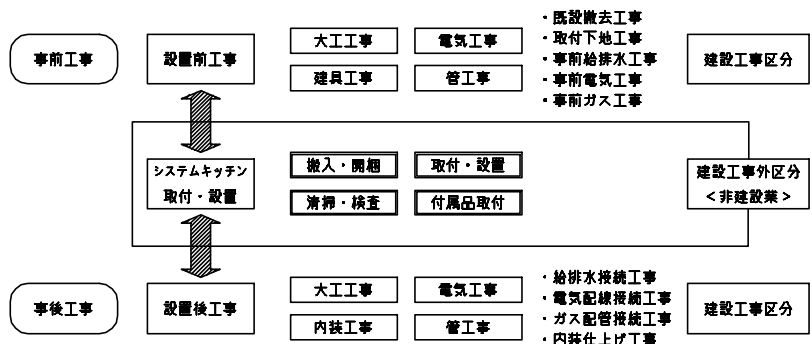 事前工事
設置前工事
大工工事
電気工事
建具工事
管工事
・既設撤去工事
・取付下地工事
・事前給排水工事
・事前電気工事
・事前ガス工事
建設工事区分
システムキッチン
取付・設置
搬入・開梱
取付・設置
清掃・検査
付属品取付
建設工事外区分
＜非建設業＞
事後工事
設置後工事
大工工事
電気工事
内装工事
管工事
・給排水接続工事
・電気配線接続工事
・ガス配管接続工事
・内装仕上げ工事
建設工事区分